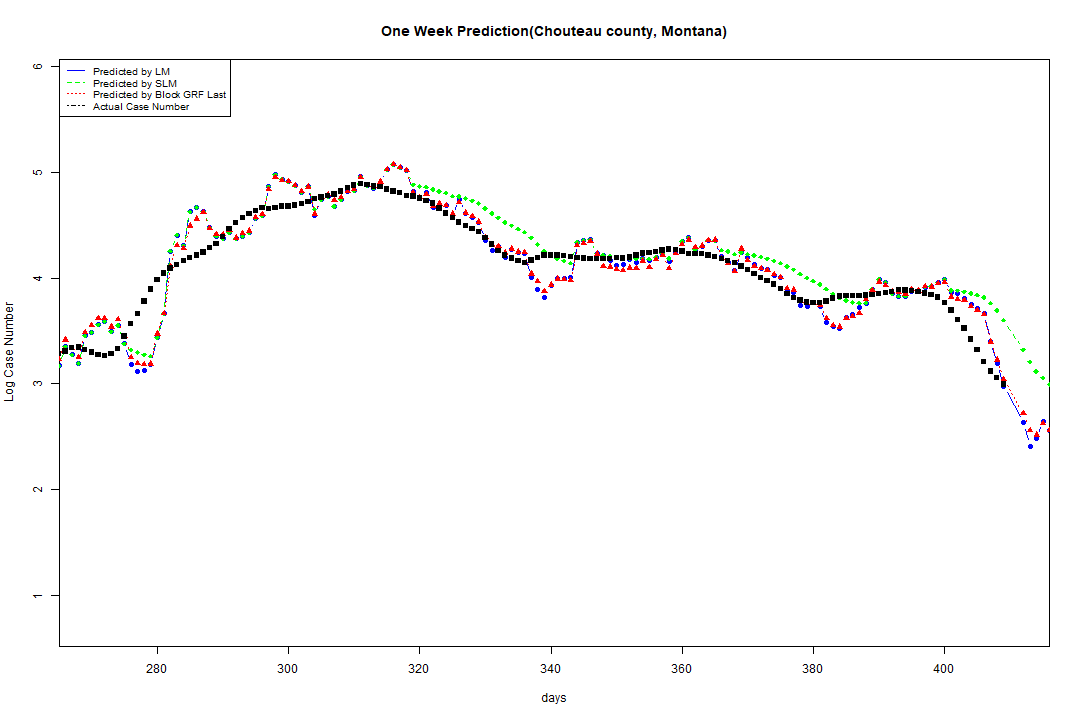 One Week Prediction(Chouteau county, Montana)
Predicted by LM
Predicted by SLM
Predicted by Block GRF Last
Actual Case Number
6
5
4
3
2
1
Log Case Number
280 300 320 340 360 380 400
days